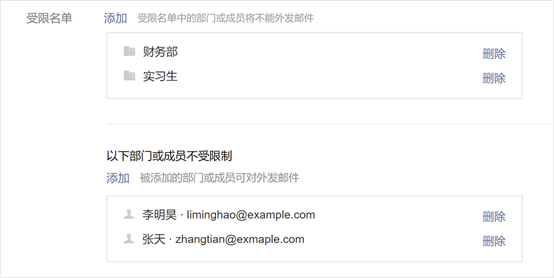 受限名单 添加 受限名单中的部门或成员将不能外发邮件
财务部 删除
实习生 删除
以下部门或成员不受限制
添加 被添加的部门或成员可对外发邮件
李明昊 · liminghao@example.com 删除
张天 · zhangtian@exmaple.com 删除